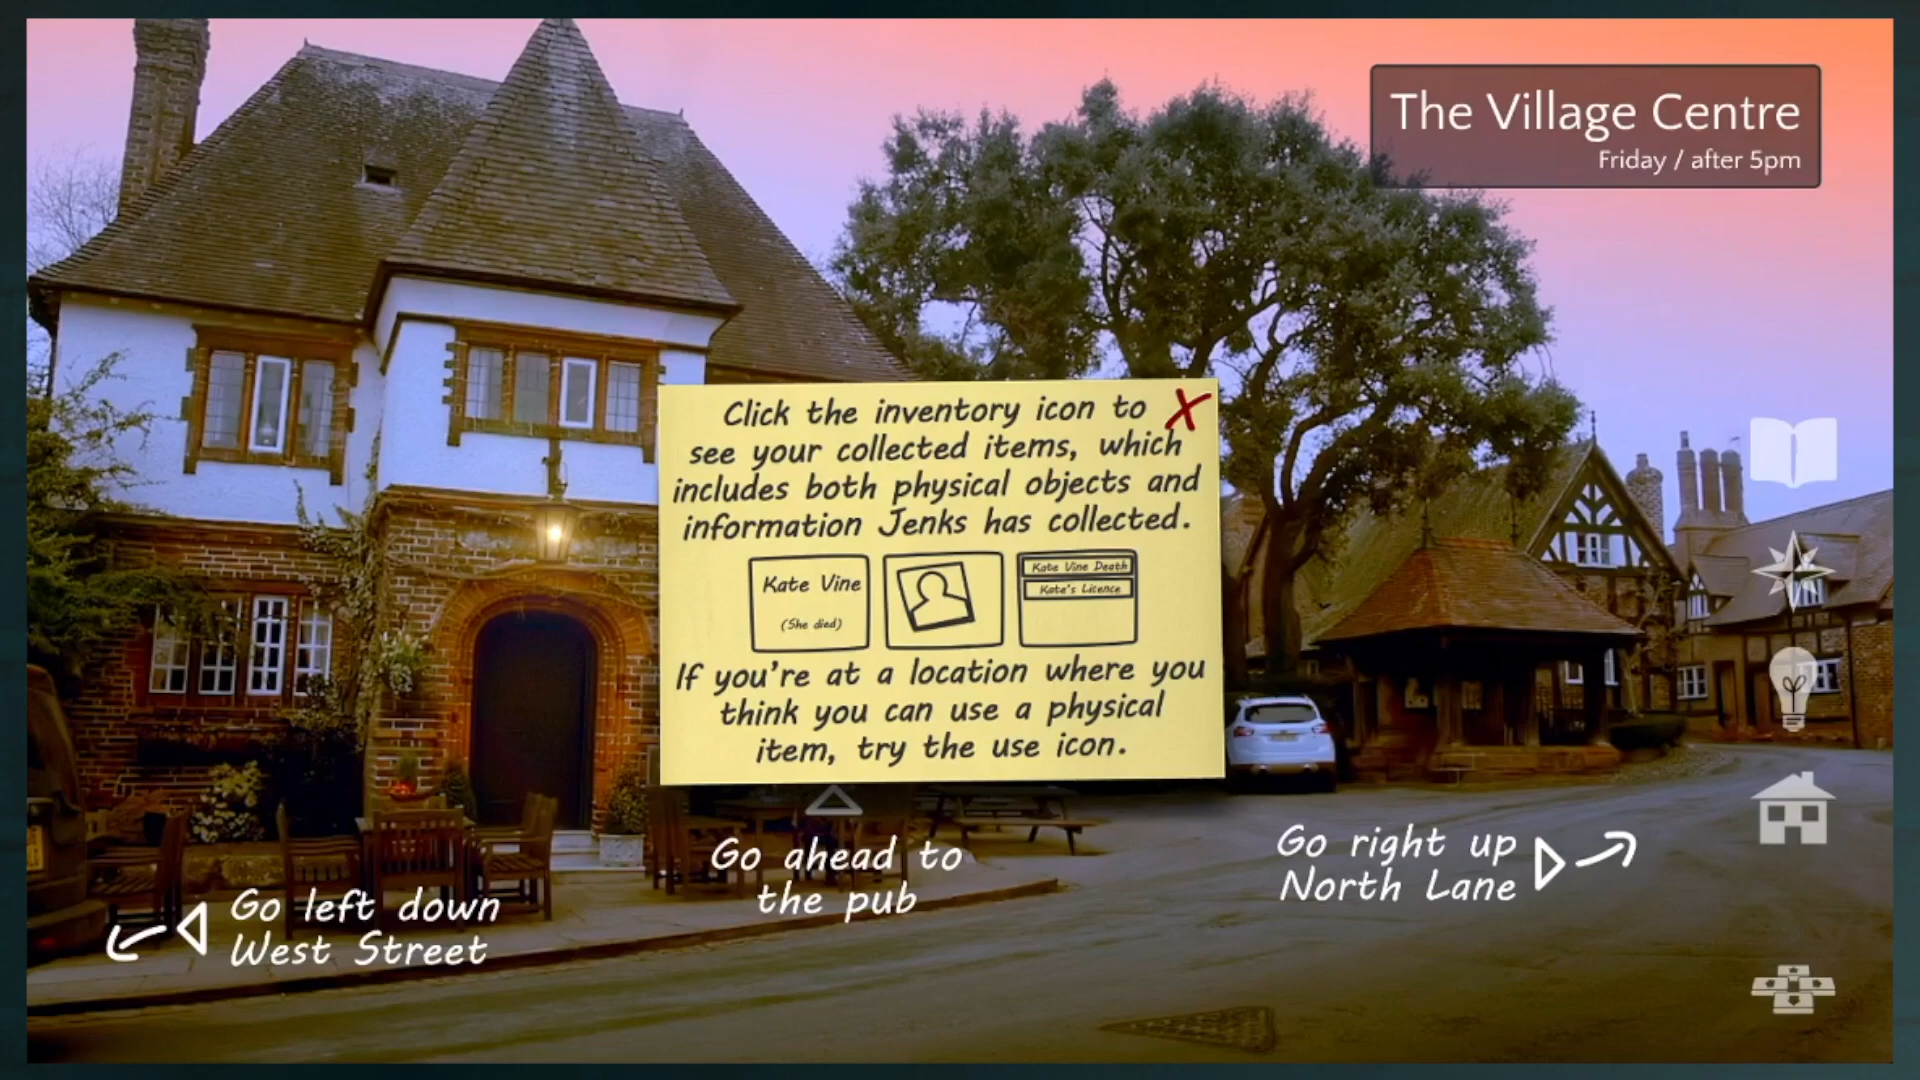 The Village Centre
Friday / after 5pm
Click the inventory icon to
see your collected items, which
includes both physical objects and
information Jenks has collected.
Kate Vine
(She died)
Kate Vine Death
Kate's Licence
If you're at a location where you
think you can use a physical
item, try the use icon.
Go ahead to
the pub
Go right up
North Lane
Go left down
West Street